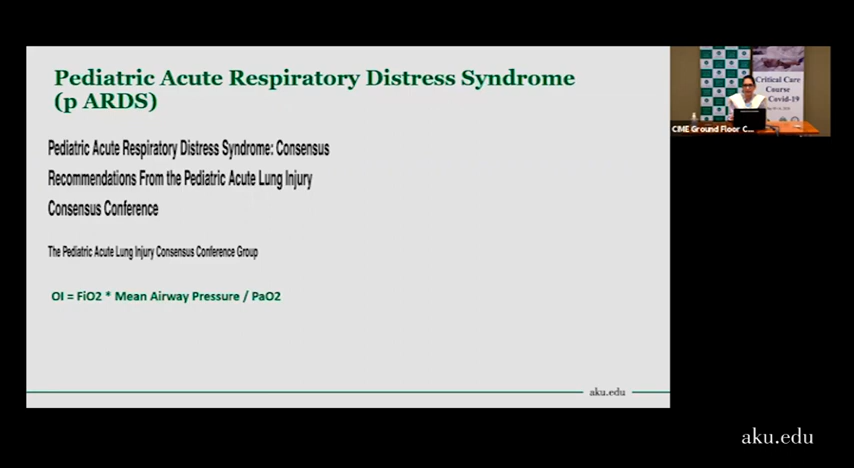 Pediatric Acute Respiratory Distress Syndrome
(p ARDS)
Pediatric Acute Respiratory Distress Syndrome: Consensus
Recommendations From the Pediatric Acute Lung Injury
Consensus Conference
The Pediatric Acute Lung Injury Consensus Conference Group
OI = FiO2 * Mean Airway Pressure / PaO2
aku.edu
Critical Care
Course
Covid-19
CIME Ground Floor C...
aku.edu